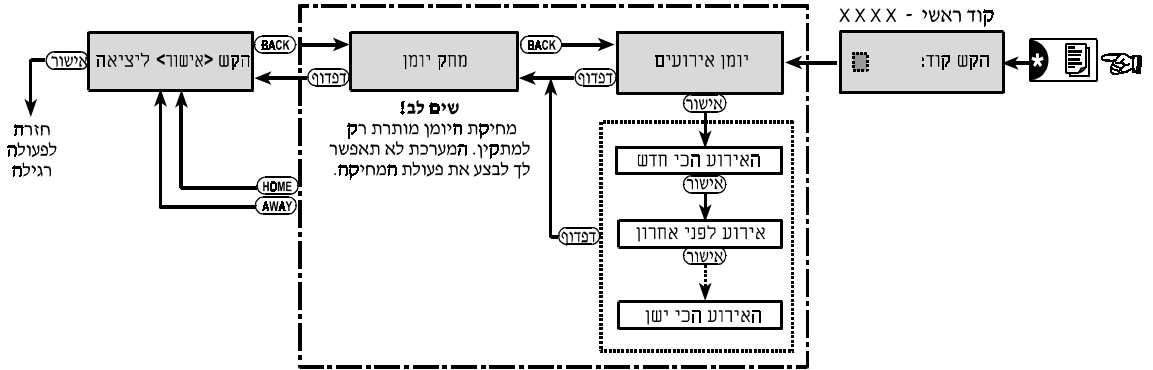 קוד ראשי - XXXX
*
הקש קוד:
יומן אירועים
אישור
האירוע הכי חדש
אישור
אירוע לפני אחרון
אישור
האירוע הכי ישן
דפדוף
דפדוף
BACK
מחק יומן
שים לב!
מחיקת היומן מותרת רק
למתקין. המערכת לא תאפשר
לך לבצע את פעולת המחיקה.
דפדוף
BACK
הקש <אישור> ליציאה
HOME
AWAY
אישור
חזרה
לפעולה
רגילה